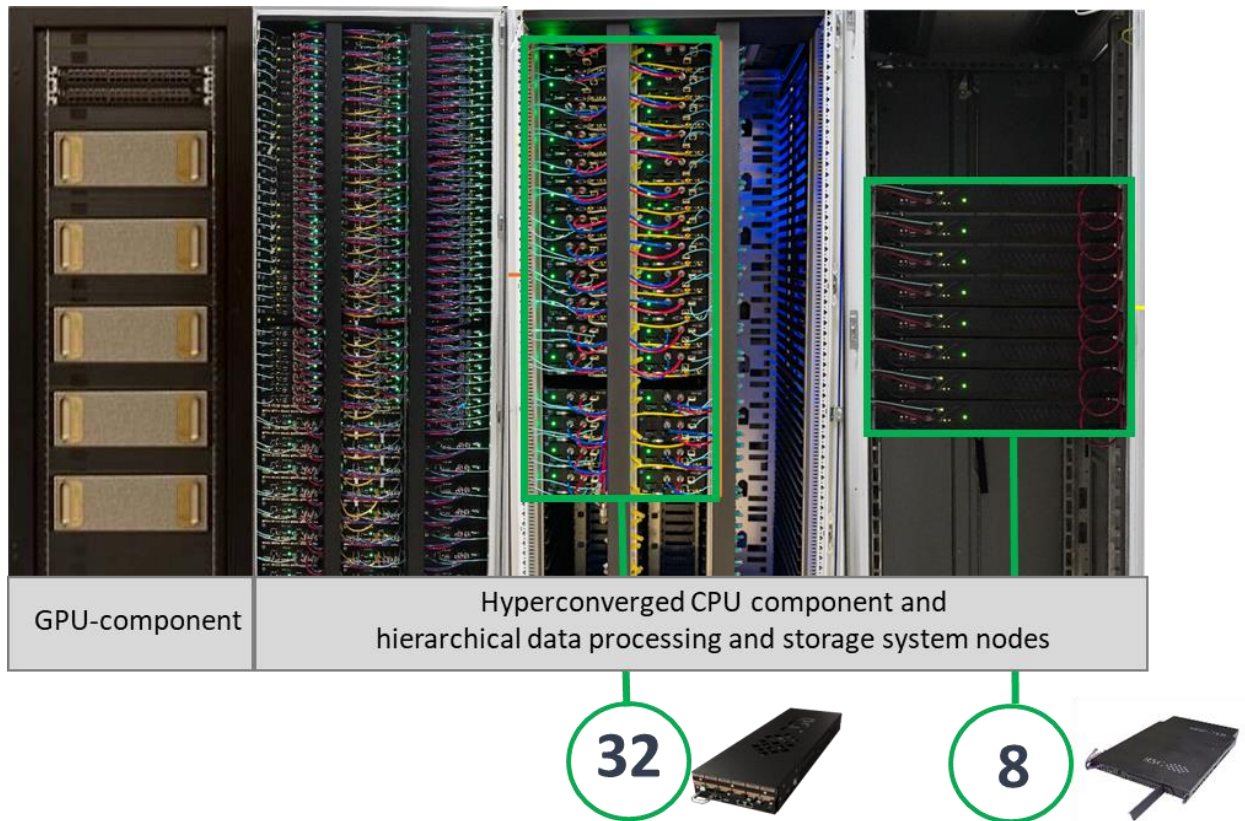 GPU-component
Hyperconverged CPU component and
hierarchical data processing and storage system nodes
32
8